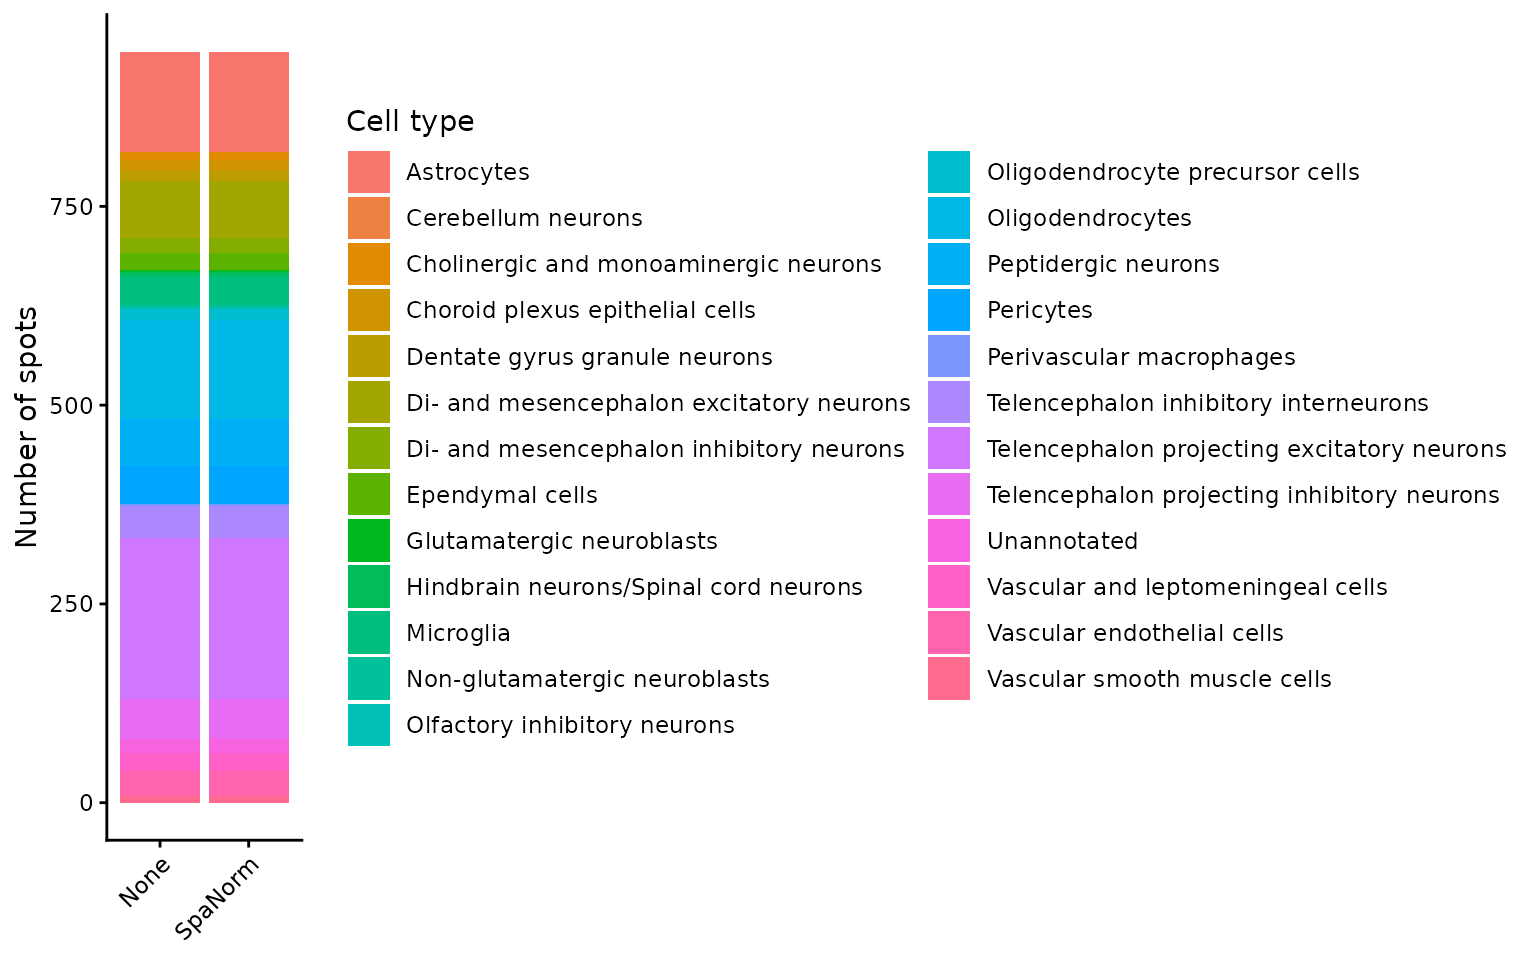 Number of spots
750
500
250
0
None
SpaNorm
Cell type
Astrocytes
Cerebellum neurons
Cholinergic and monoaminergic neurons
Choroid plexus epithelial cells
Dentate gyrus granule neurons
Di- and mesencephalon excitatory neurons
Di- and mesencephalon inhibitory neurons
Ependymal cells
Glutamatergic neuroblasts
Hindbrain neurons/Spinal cord neurons
Microglia
Non-glutamatergic neuroblasts
Olfactory inhibitory neurons
Oligodendrocyte precursor cells
Oligodendrocytes
Peptidergic neurons
Pericytes
Perivascular macrophages
Telencephalon inhibitory interneurons
Telencephalon projecting excitatory neurons
Telencephalon projecting inhibitory neurons
Unannotated
Vascular and leptomeningeal cells
Vascular endothelial cells
Vascular smooth muscle cells